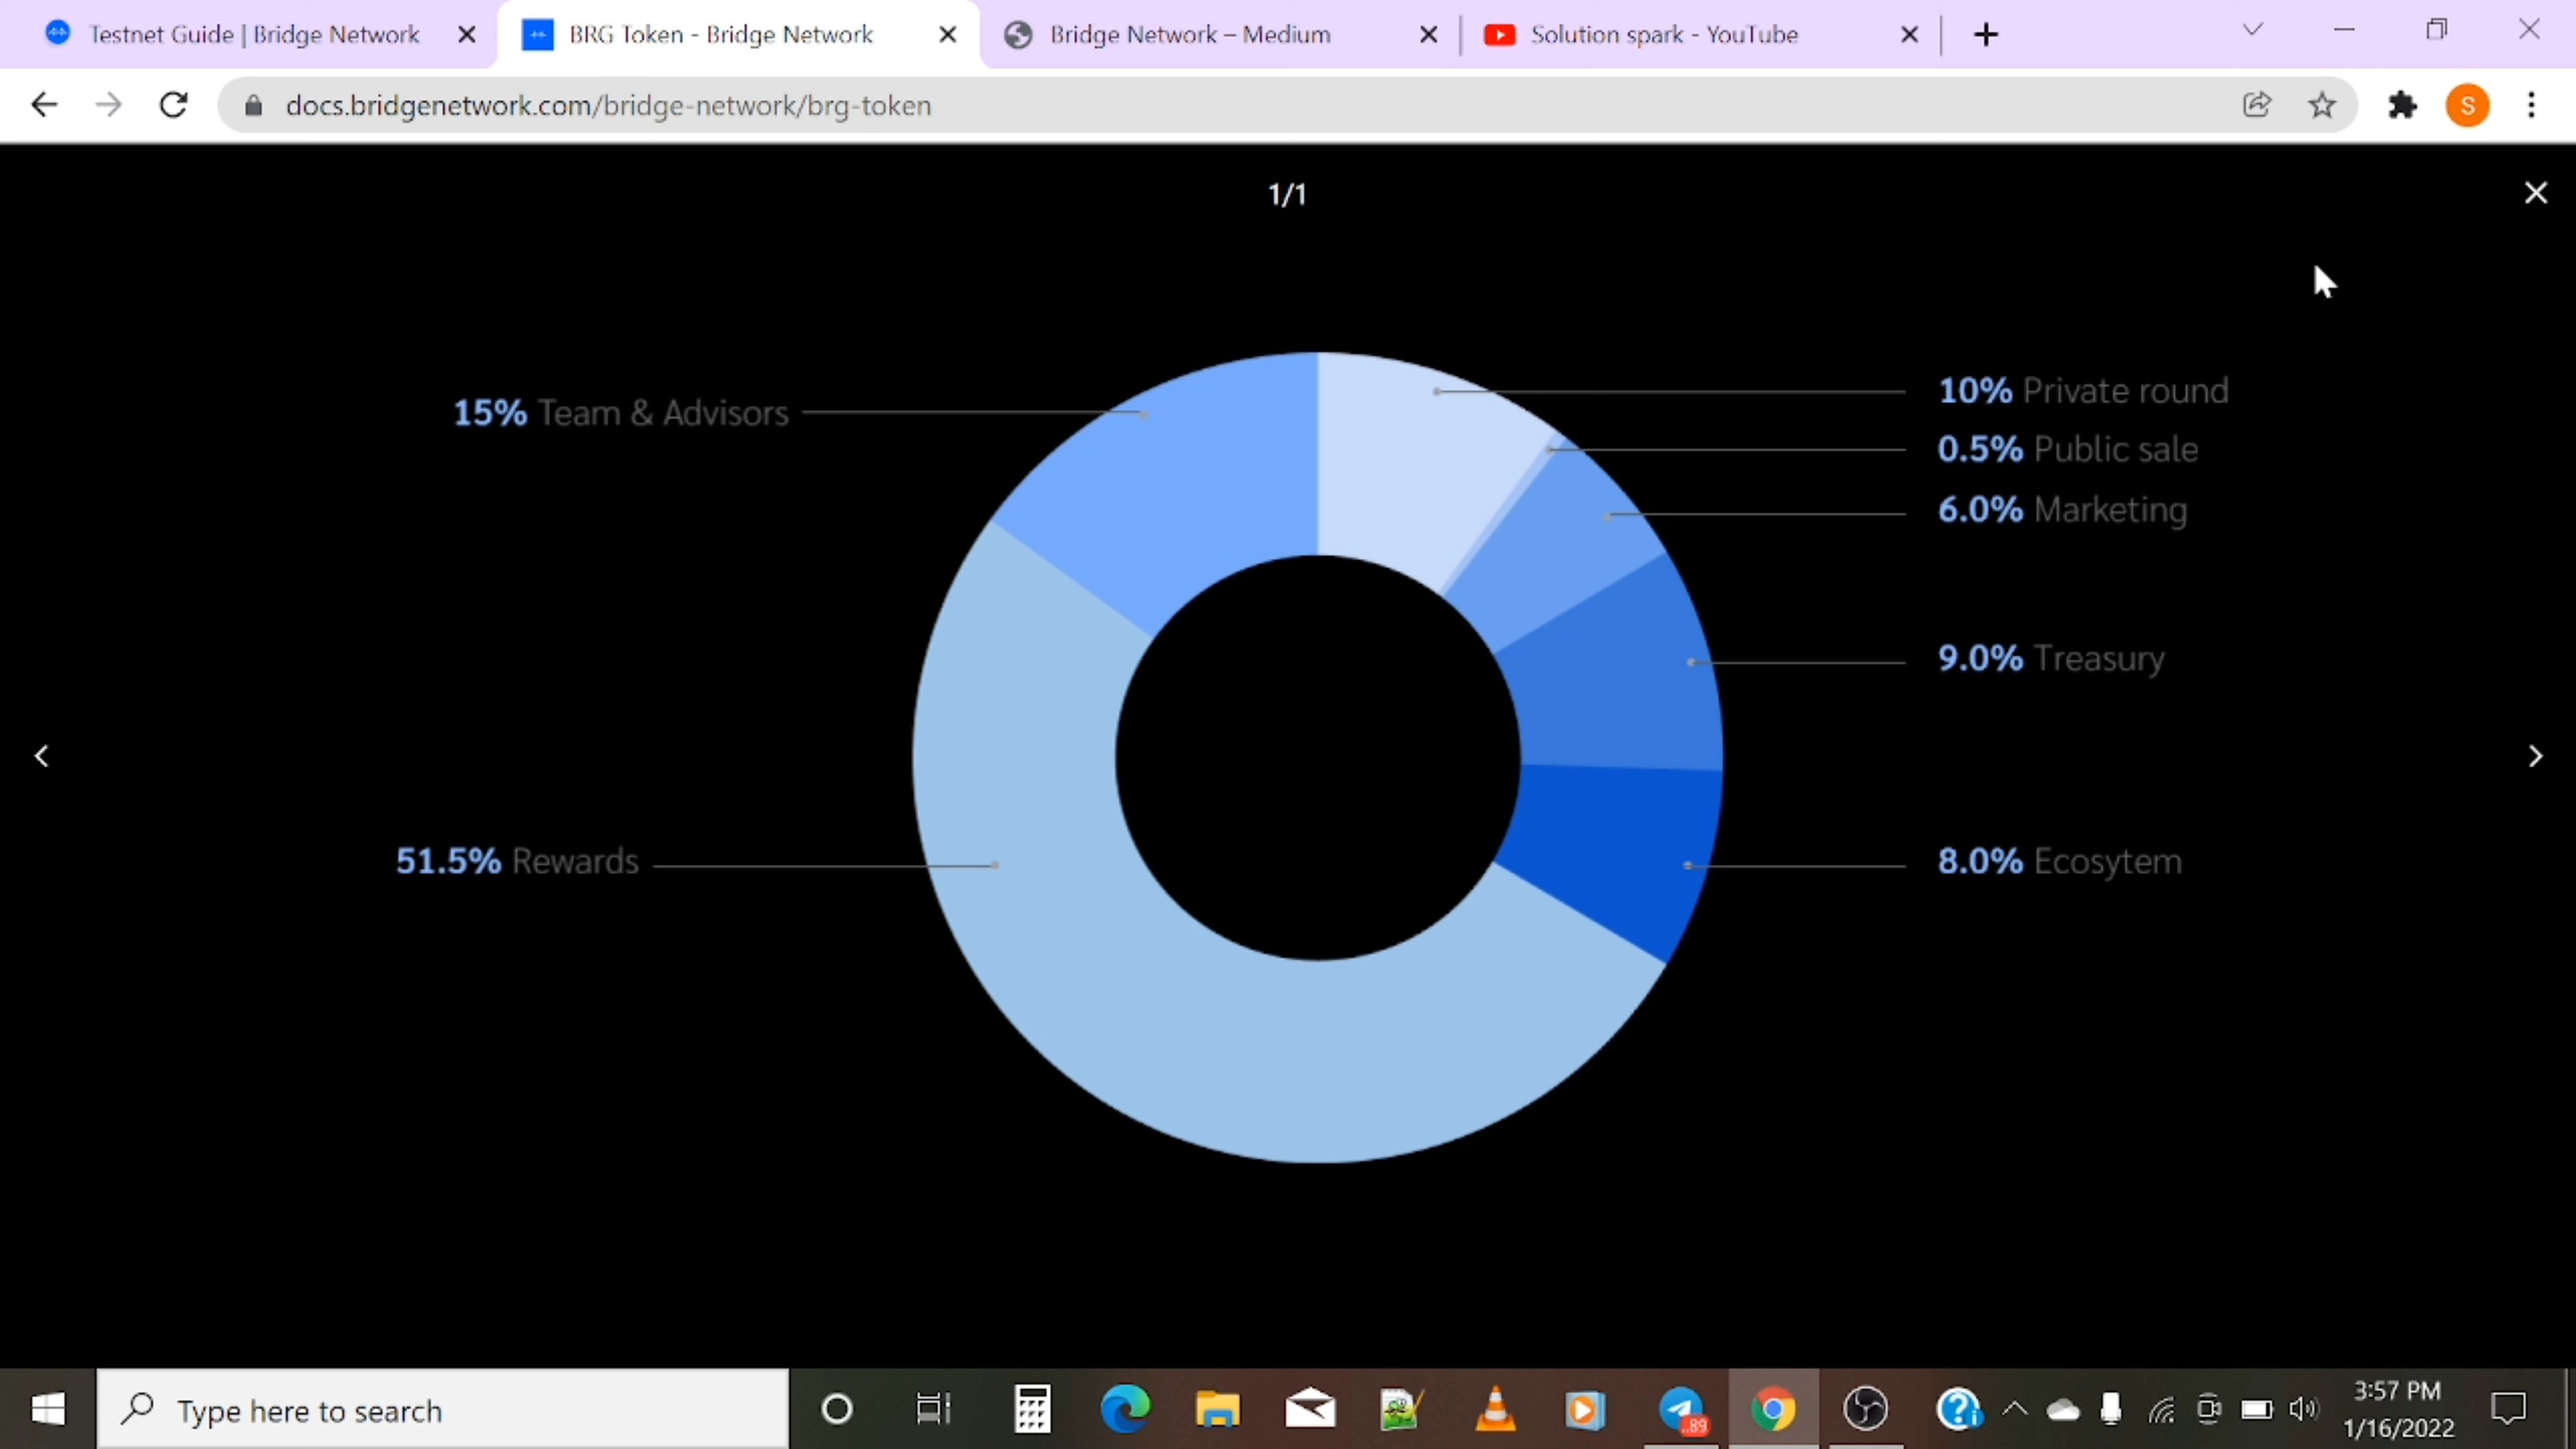 Testnet Guide | Bridge Network
BRG Token - Bridge Network
Bridge Network – Medium
Solution spark - YouTube
docs.bridgenetwork.com/bridge-network/brg-token
S
1/1
15% Team & Advisors
10% Private round
0.5% Public sale
6.0% Marketing
9.0% Treasury
51.5% Rewards
8.0% Ecosytem
Type here to search
..89
3:57 PM
1/16/2022